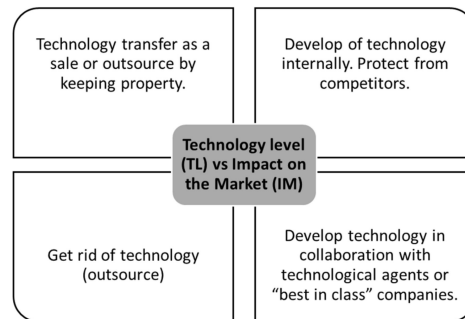 Technology transfer as a
sale or outsource by
keeping property.
Develop of technology
internally. Protect from
competitors.
Technology level
(TL) vs Impact on
the Market (IM)
Get rid of technology
(outsource)
Develop technology in
collaboration with
technological agents or
“best in class” companies.